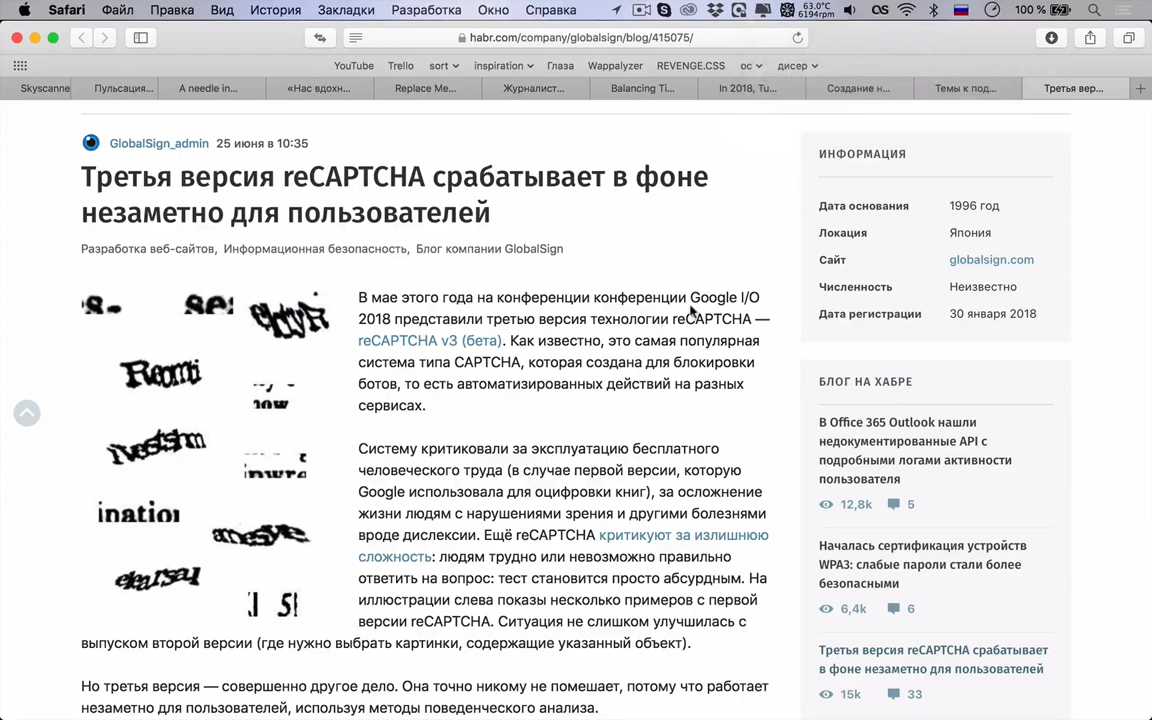 Safari Файл Правка Вид История Закладки Разработка Окно Справка 63.0°C 6194rpm 100 %
habr.com/company/globalsign/blog/415075/
YouTube Trello sort inspiration Глаза Wappalyzer REVENGE.CSS ос дисер
Skyscanne Пульсация... A needle in... «Нас вдохн... Replace Me... Журналист... Balancing Ti... In 2018, Tu... Создание н... Темы к под... Третья вер...
GlobalSign_admin 25 июня в 10:35
Третья версия reCAPTCHA срабатывает в фоне
незаметно для пользователей
Разработка веб-сайтов, Информационная безопасность, Блог компании GlobalSign
В мае этого года на конференции конференции Google I/O
2018 представили третью версия технологии reCAPTCHA —
reCAPTCHA v3 (бета). Как известно, это самая популярная
система типа CAPTCHA, которая создана для блокировки
ботов, то есть автоматизированных действий на разных
сервисах.
Систему критиковали за эксплуатацию бесплатного
человеческого труда (в случае первой версии, которую
Google использовала для оцифровки книг), за осложнение
жизни людям с нарушениями зрения и другими болезнями
вроде дислексии. Ещё reCAPTCHA критикуют за излишнюю
сложность: людям трудно или невозможно правильно
ответить на вопрос: тест становится просто абсурдным. На
иллюстрации слева показы несколько примеров с первой
версии reCAPTCHA. Ситуация не слишком улучшилась с
выпуском второй версии (где нужно выбрать картинки, содержащие указанный объект).
Но третья версия — совершенно другое дело. Она точно никому не помешает, потому что работает
незаметно для пользователей, используя методы поведенческого анализа.
ination
ИНФОРМАЦИЯ
Дата основания 1996 год
Локация Япония
Сайт globalsign.com
Численность Неизвестно
Дата регистрации 30 января 2018
БЛОГ НА ХАБРЕ
В Office 365 Outlook нашли
недокументированные API с
подробными логами активности
пользователя
12,8k 5
Началась сертификация устройств
WPA3: слабые пароли стали более
безопасными
6,4k 6
Третья версия reCAPTCHA срабатывает
в фоне незаметно для пользователей
15k 33